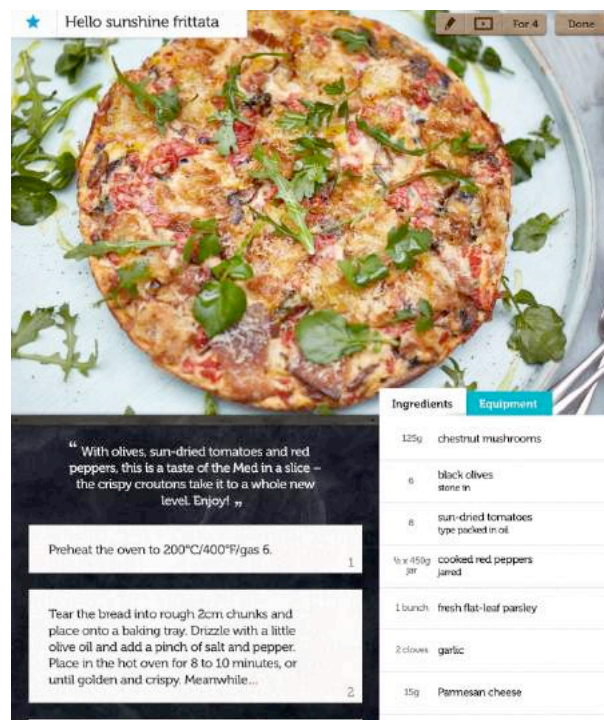 Hello sunshine frittata
For 4
Done
Ingredients
Equipment
“ With olives, sun-dried tomatoes and red
peppers, this is a taste of the Med in a slice –
the crispy croutons take it to a whole new
level. Enjoy! „
Preheat the oven to 200°C/400°F/gas 6.
1
Tear the bread into rough 2cm chunks and
place onto a baking tray. Drizzle with a little
olive oil and add a pinch of salt and pepper.
Place in the hot oven for 8 to 10 minutes, or
until golden and crispy. Meanwhile...
2
125g chestnut mushrooms
6 black olives
stone in
8 sun-dried tomatoes
type packed in oil
½ x 450g cooked red peppers
jar jarred
1 bunch fresh flat-leaf parsley
2 cloves garlic
15g Parmesan cheese